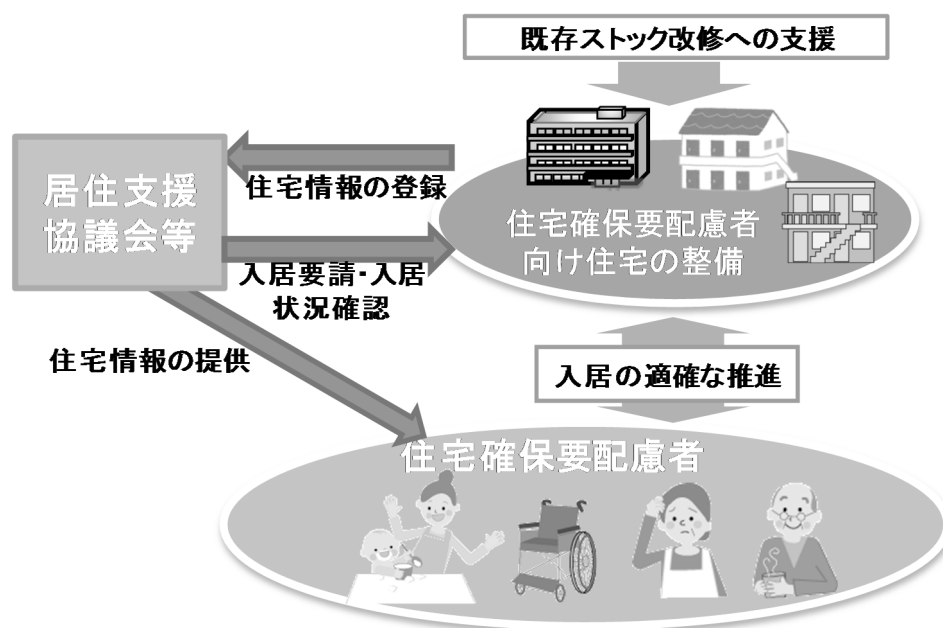 既存ストック改修への支援
居住支援
協議会等
住宅情報の登録
住宅確保要配慮者
向け住宅の整備
入居要請・入居
状況確認
住宅情報の提供
入居の適確な推進
住宅確保要配慮者